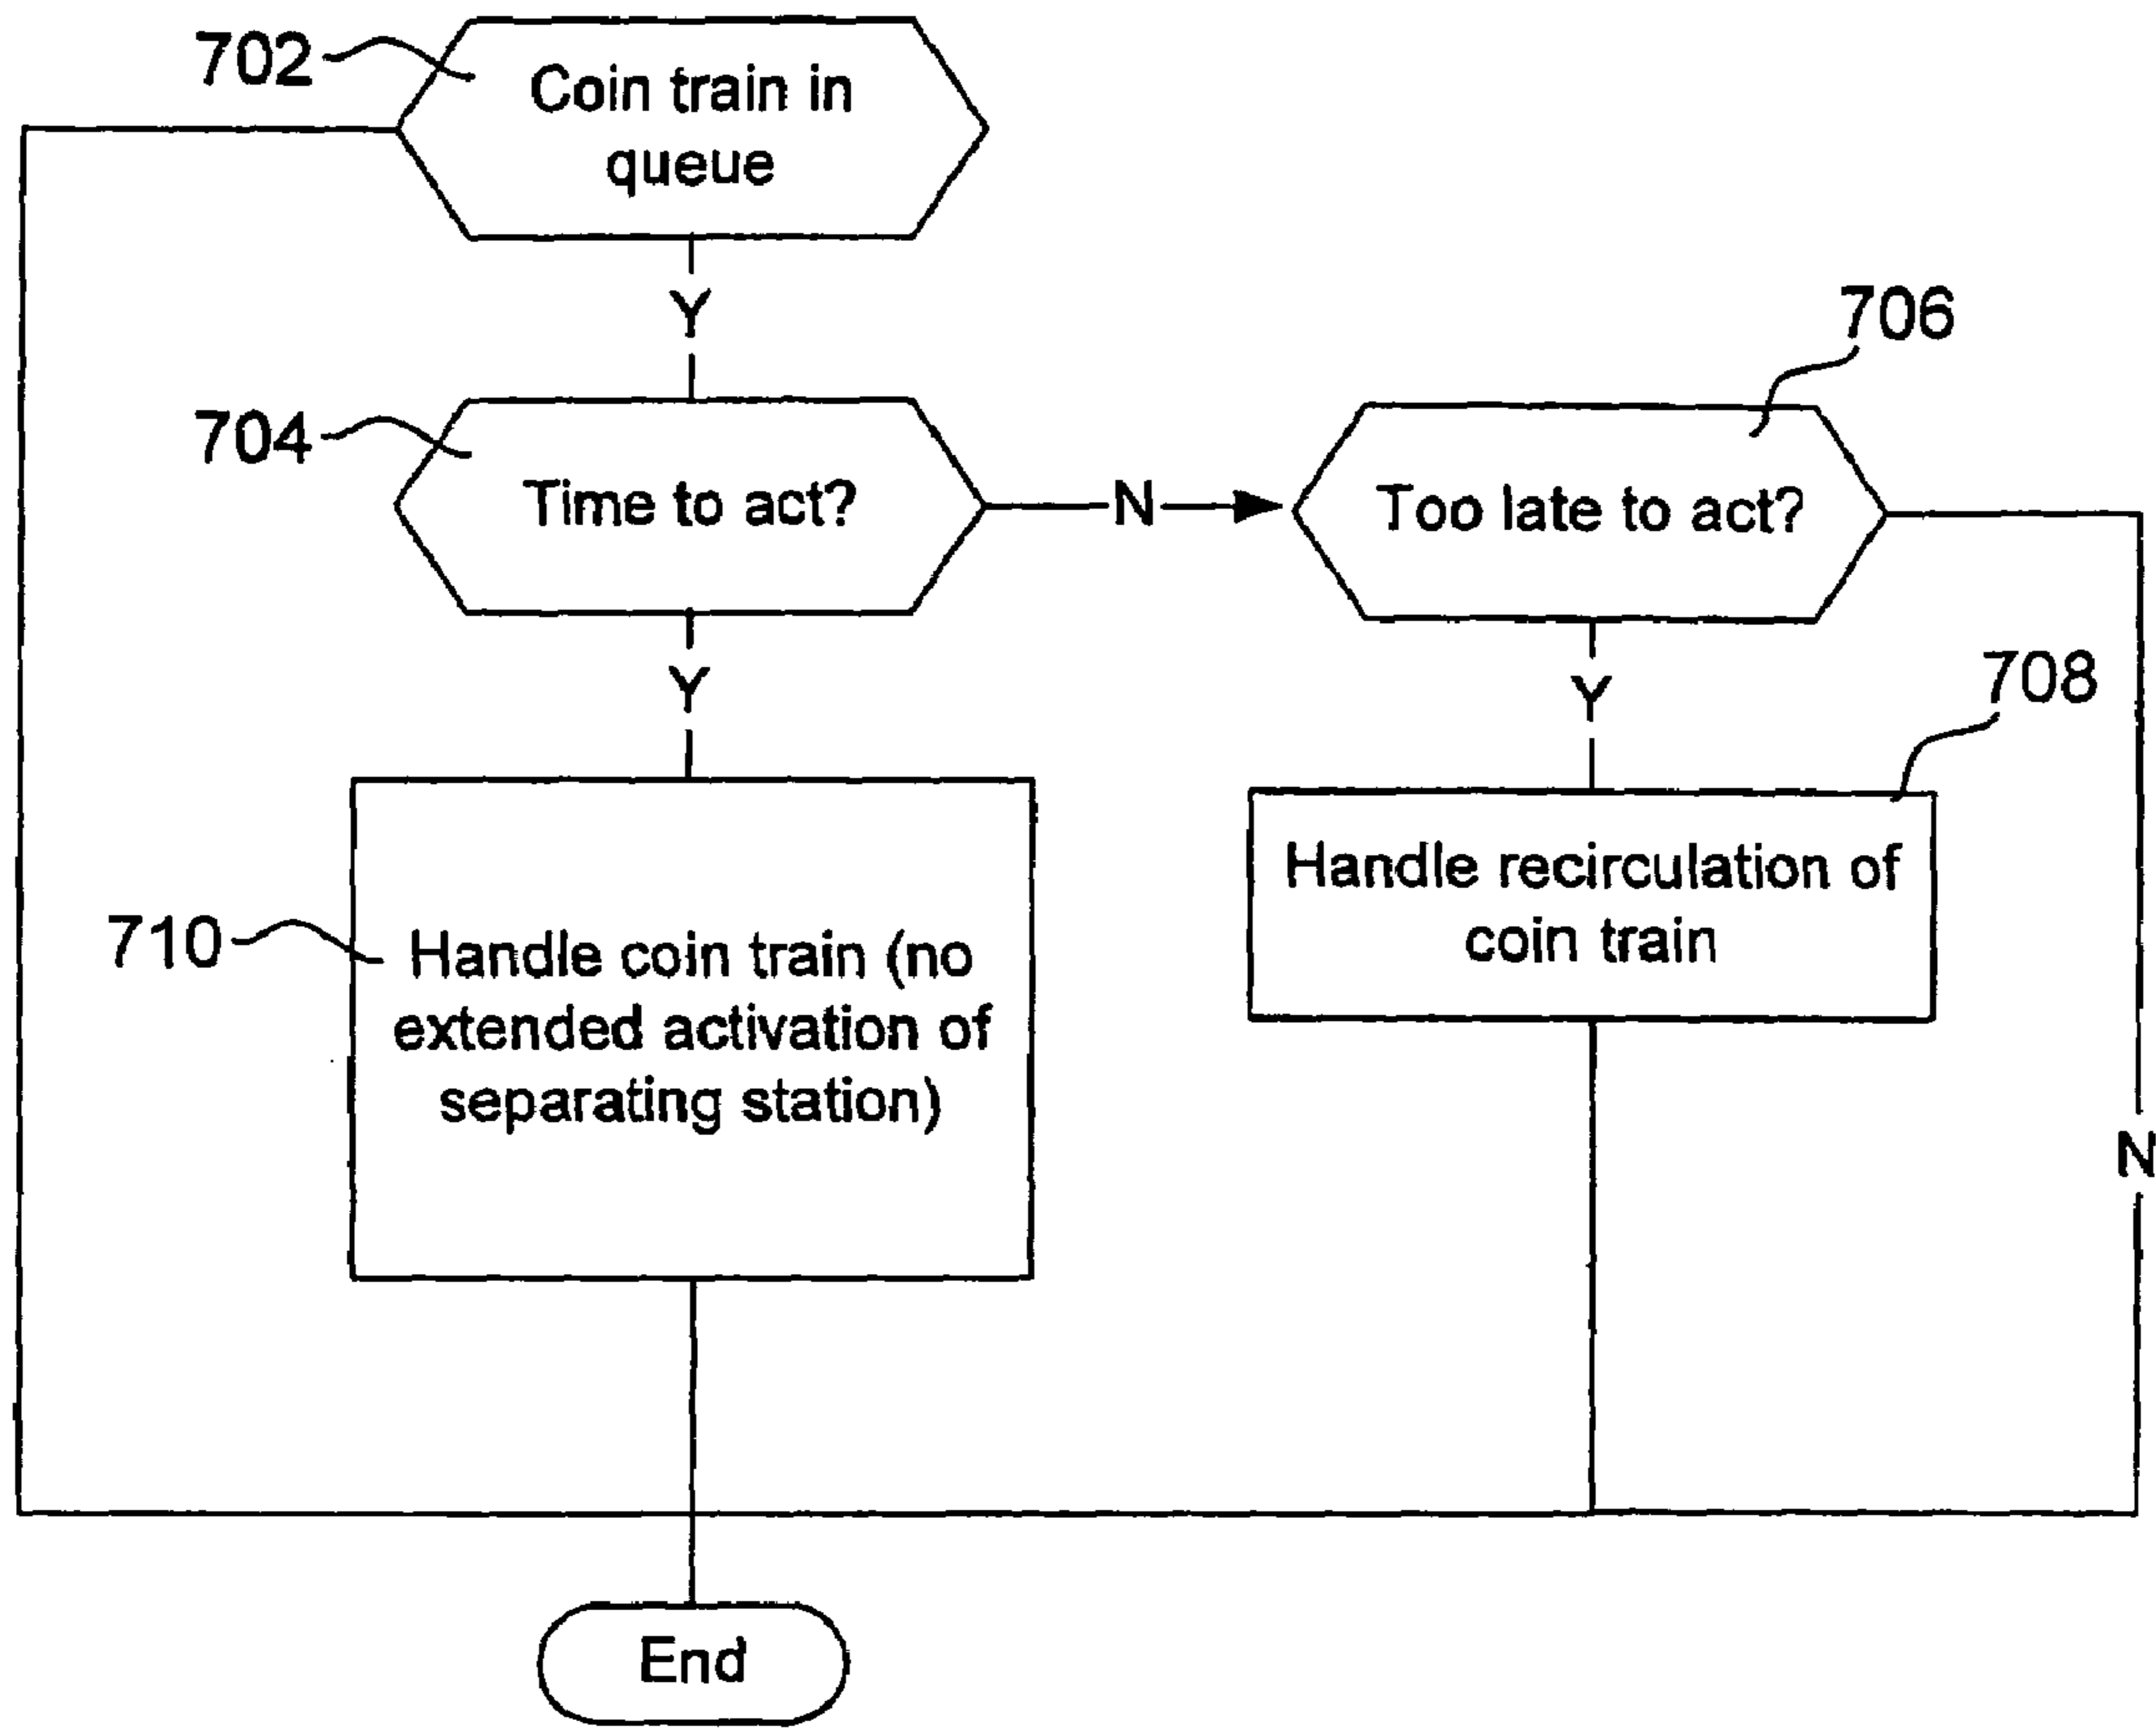 702
Coin train in
queue
Y
706
704
Time to act?
N
Too late to act?
Y
Y
708
Handle recirculation of
coin train
710
Handle coin train (no
extended activation of
separating station)
N
End